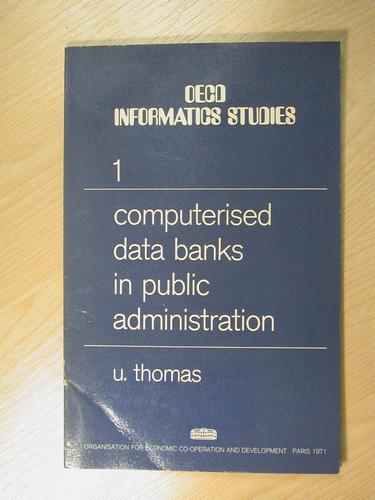 OECD
INFORMATICS STUDIES
1
computerised
data banks
in public
administration
u. thomas
ORGANISATION FOR ECONOMIC CO-OPERATION AND DEVELOPMENT PARIS 1971